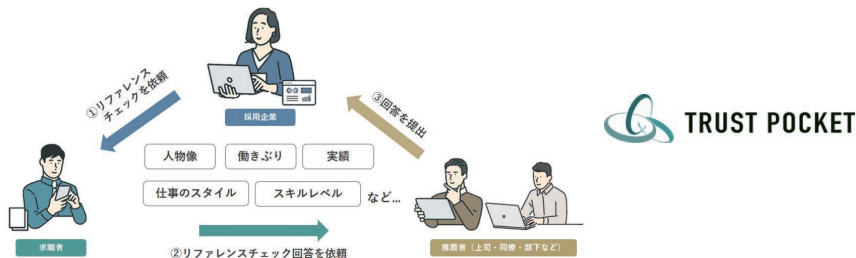 ①リファレンス
チェックを依頼
採用企業
③回答を提出
人物像
働きぶり
実績
仕事のスタイル
スキルレベル
など...
求職者
②リファレンスチェック回答を依頼
推薦者（上司・同僚・部下など）
TRUST POCKET